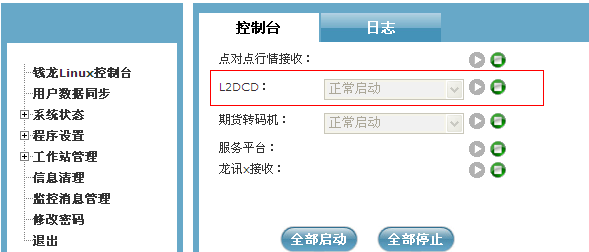 钱龙Linux控制台
用户数据同步
系统状态
程序设置
工作站管理
信息清理
监控消息管理
修改密码
退出
控制台
日志
点对点行情接收：
L2DCD： 正常启动
期货转码机： 正常启动
服务平台：
龙讯x接收：
全部启动 全部停止